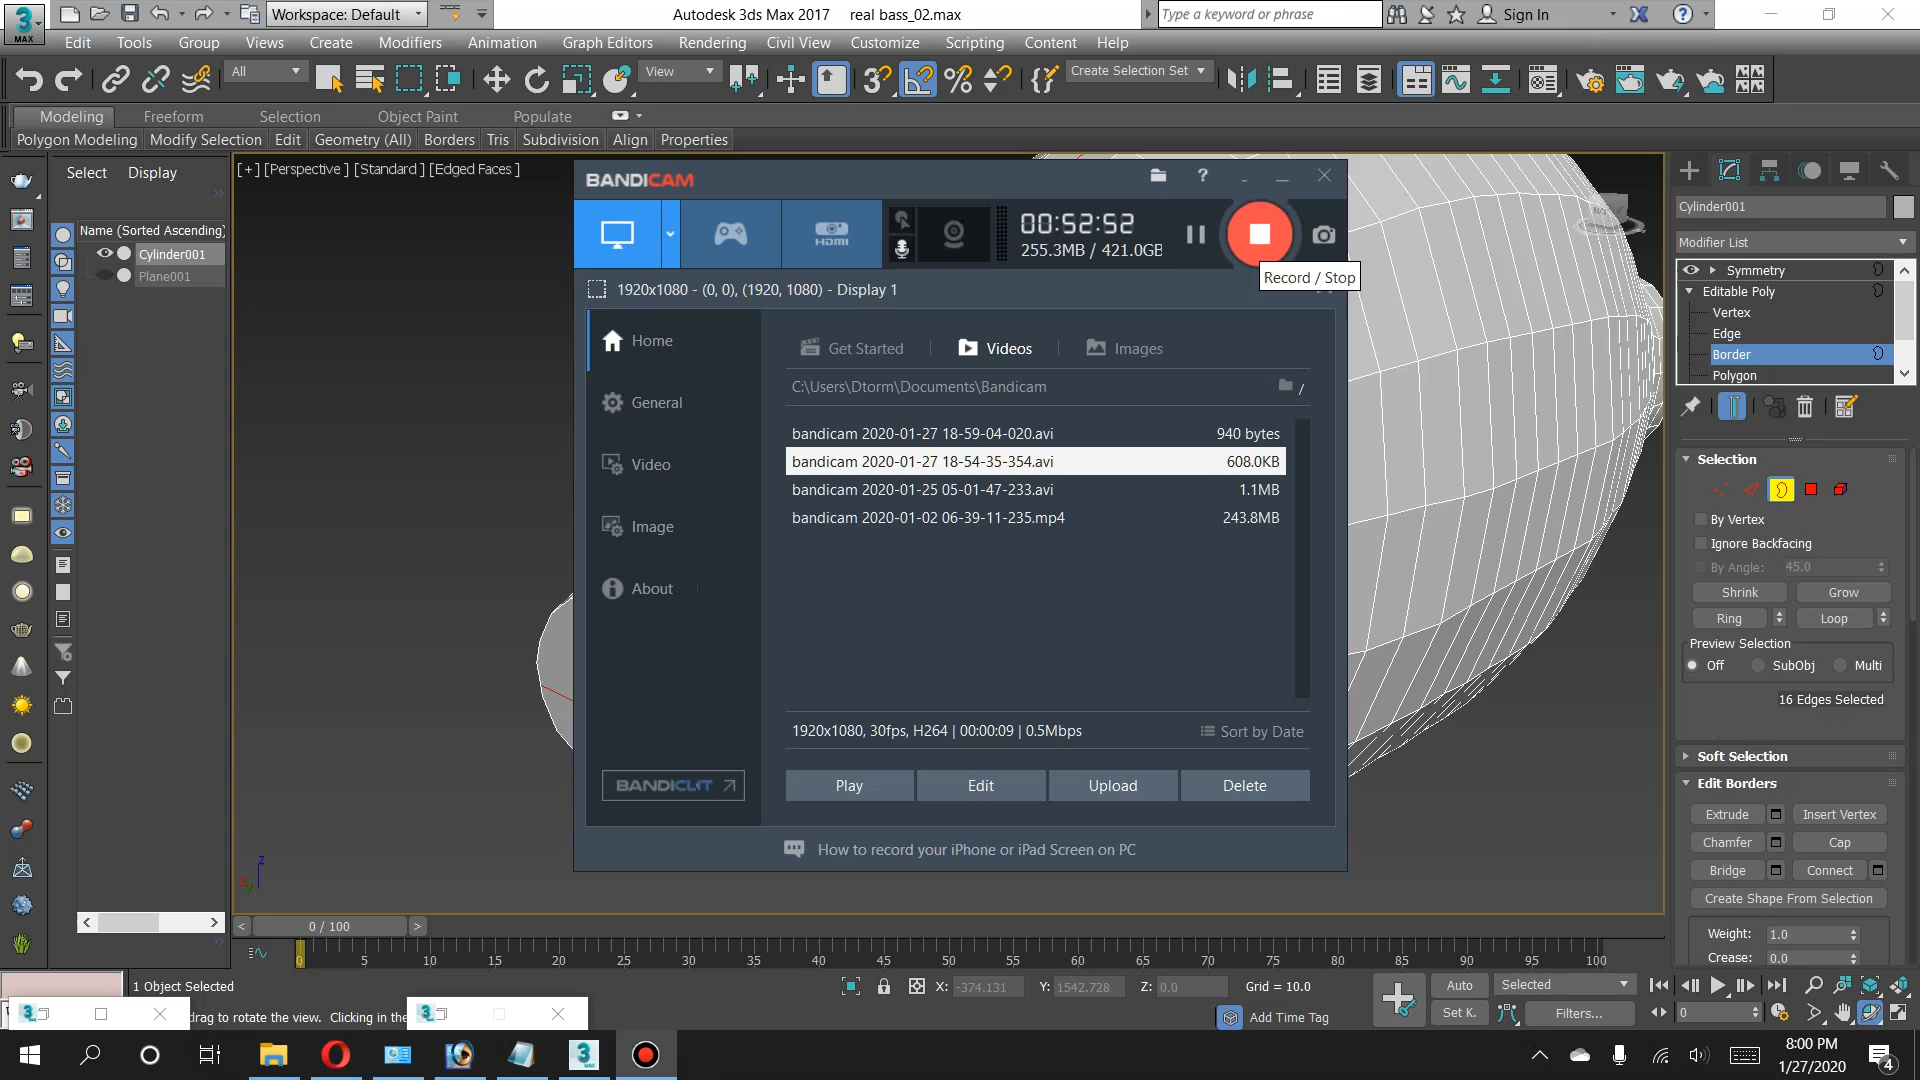 Workspace: Default
Autodesk 3ds Max 2017    real bass_02.max
Type a keyword or phrase
Sign In
MAX
Edit Tools Group Views Create Modifiers Animation Graph Editors Rendering Civil View Customize Scripting Content Help
All
View
Create Selection Set
Modeling Freeform Selection Object Paint Populate
Polygon Modeling Modify Selection Edit Geometry (All) Borders Tris Subdivision Align Properties
Select Display
Name (Sorted Ascending)
Cylinder001
Plane001
[+] [Perspective ] [Standard ] [Edged Faces ]
BANDICAM
HDMI
00:52:52
255.3MB / 421.0GB
Record / Stop
1920x1080 - (0, 0), (1920, 1080) - Display 1
Home
General
Video
Image
About
BANDICUT
Get Started
Videos
Images
C:\Users\Dtorm\Documents\Bandicam
/
bandicam 2020-01-27 18-59-04-020.avi 940 bytes
bandicam 2020-01-27 18-54-35-354.avi 608.0KB
bandicam 2020-01-25 05-01-47-233.avi 1.1MB
bandicam 2020-01-02 06-39-11-235.mp4 243.8MB
1920x1080, 30fps, H264 | 00:00:09 | 0.5Mbps
Sort by Date
Play Edit Upload Delete
How to record your iPhone or iPad Screen on PC
Cylinder001
Modifier List
Symmetry
Editable Poly
Vertex
Edge
Border
Polygon
Selection
By Vertex
Ignore Backfacing
By Angle: 45.0
Shrink Grow
Ring Loop
Preview Selection
Off SubObj Multi
16 Edges Selected
Soft Selection
Edit Borders
Extrude Insert Vertex
Chamfer Cap
Bridge Connect
Create Shape From Selection
Weight: 1.0
Crease: 0.0
z
0 / 100
0 5 10 15 20 25 30 35 40 45 50 55 60 65 70 75 80 85 90 95 100
1 Object Selected
X: -374.131 Y: 1542.728 Z: 0.0 Grid = 10.0
Auto Selected
drag to rotate the view. Clicking in the
Add Time Tag
Set K. Filters...
0
8:00 PM
1/27/2020
4